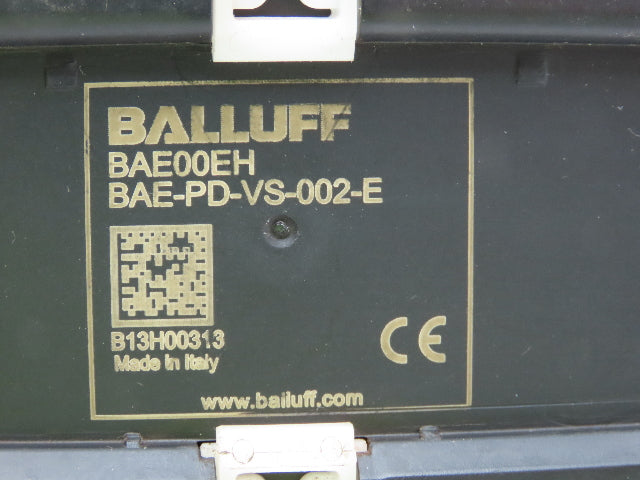 BALLUFF
BAE00EH
BAE-PD-VS-002-E
B13H00313
Made in Italy
CE
www.balluff.com